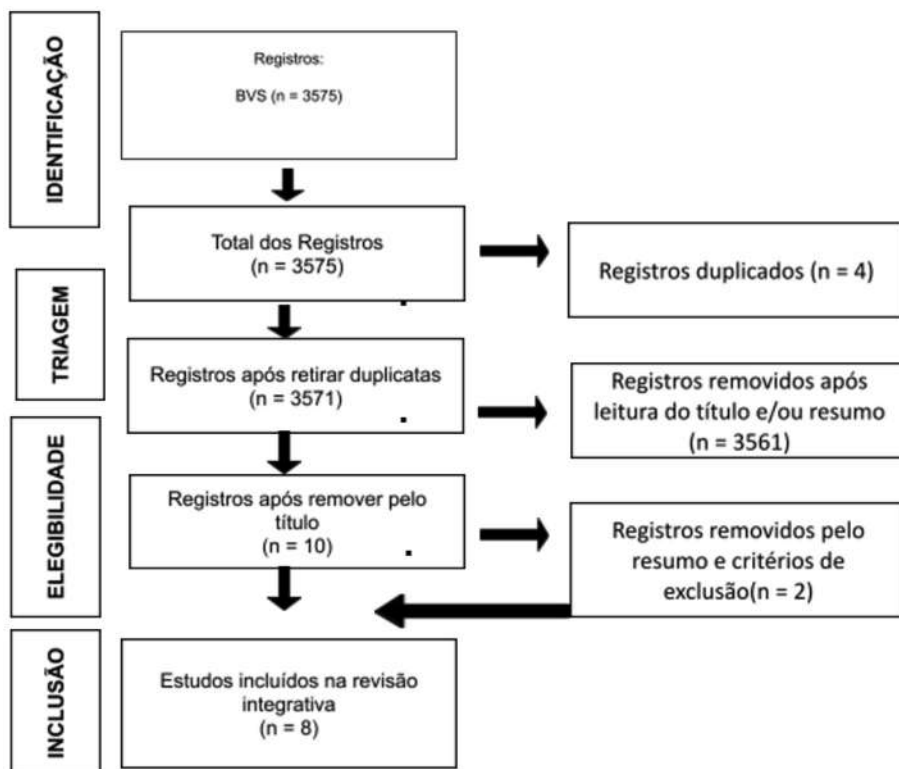 IDENTIFICAÇÃO
Registros:
BVS (n = 3575)
Total dos Registros
(n = 3575)
Registros duplicados (n = 4)
TRIAGEM
Registros após retirar duplicatas
(n = 3571)
Registros removidos após
leitura do título e/ou resumo
(n = 3561)
ELEGIBILIDADE
Registros após remover pelo
título
(n = 10)
Registros removidos pelo
resumo e critérios de
exclusão(n = 2)
INCLUSÃO
Estudos incluídos na revisão
integrativa
(n = 8)